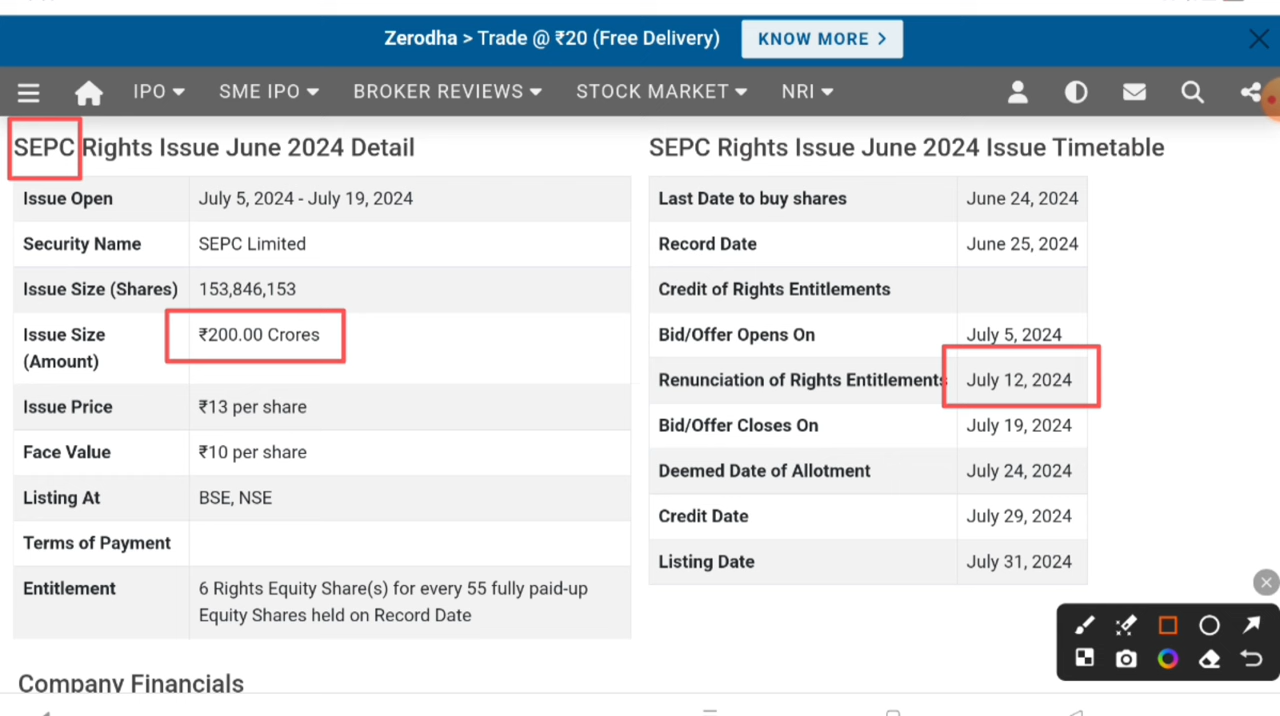 Zerodha > Trade @ ₹20 (Free Delivery)
KNOW MORE >
IPO
SME IPO
BROKER REVIEWS
STOCK MARKET
NRI
SEPC Rights Issue June 2024 Detail
Issue Open July 5, 2024 - July 19, 2024
Security Name SEPC Limited
Issue Size (Shares) 153,846,153
Issue Size (Amount) ₹200.00 Crores
Issue Price ₹13 per share
Face Value ₹10 per share
Listing At BSE, NSE
Terms of Payment
Entitlement 6 Rights Equity Share(s) for every 55 fully paid-up
Equity Shares held on Record Date
SEPC Rights Issue June 2024 Issue Timetable
Last Date to buy shares June 24, 2024
Record Date June 25, 2024
Credit of Rights Entitlements
Bid/Offer Opens On July 5, 2024
Renunciation of Rights Entitlements July 12, 2024
Bid/Offer Closes On July 19, 2024
Deemed Date of Allotment July 24, 2024
Credit Date July 29, 2024
Listing Date July 31, 2024
Company Financials